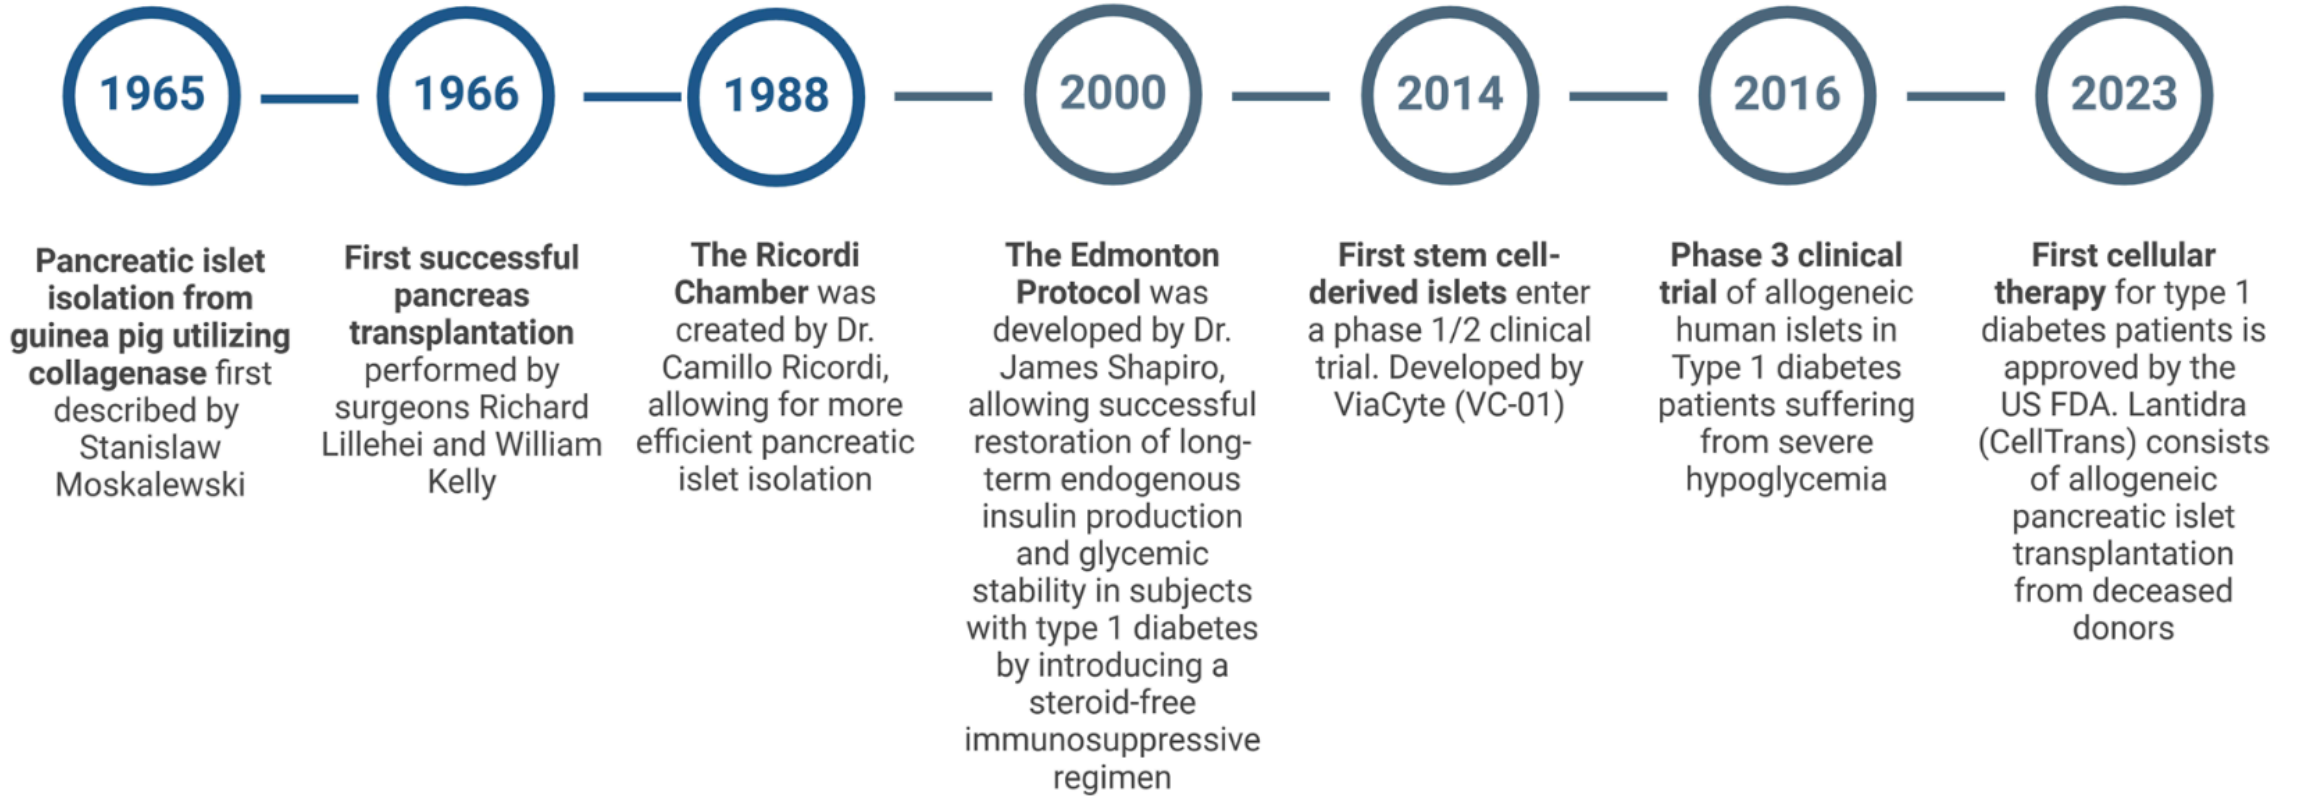 1965
1966
1988
2000
2014
2016
2023
Pancreatic islet
isolation from
guinea pig utilizing
collagenase first
described by
Stanislaw
Moskalewski
First successful
pancreas
transplantation
performed by
surgeons Richard
Lillehei and William
Kelly
The Ricordi
Chamber was
created by Dr.
Camillo Ricordi,
allowing for more
efficient pancreatic
islet isolation
The Edmonton
Protocol was
developed by Dr.
James Shapiro,
allowing successful
restoration of long-
term endogenous
insulin production
and glycemic
stability in subjects
with type 1 diabetes
by introducing a
steroid-free
immunosuppressive
regimen
First stem cell-
derived islets enter
a phase 1/2 clinical
trial. Developed by
ViaCyte (VC-01)
Phase 3 clinical
trial of allogeneic
human islets in
Type 1 diabetes
patients suffering
from severe
hypoglycemia
First cellular
therapy for type 1
diabetes patients is
approved by the
US FDA. Lantidra
(CellTrans) consists
of allogeneic
pancreatic islet
transplantation
from deceased
donors